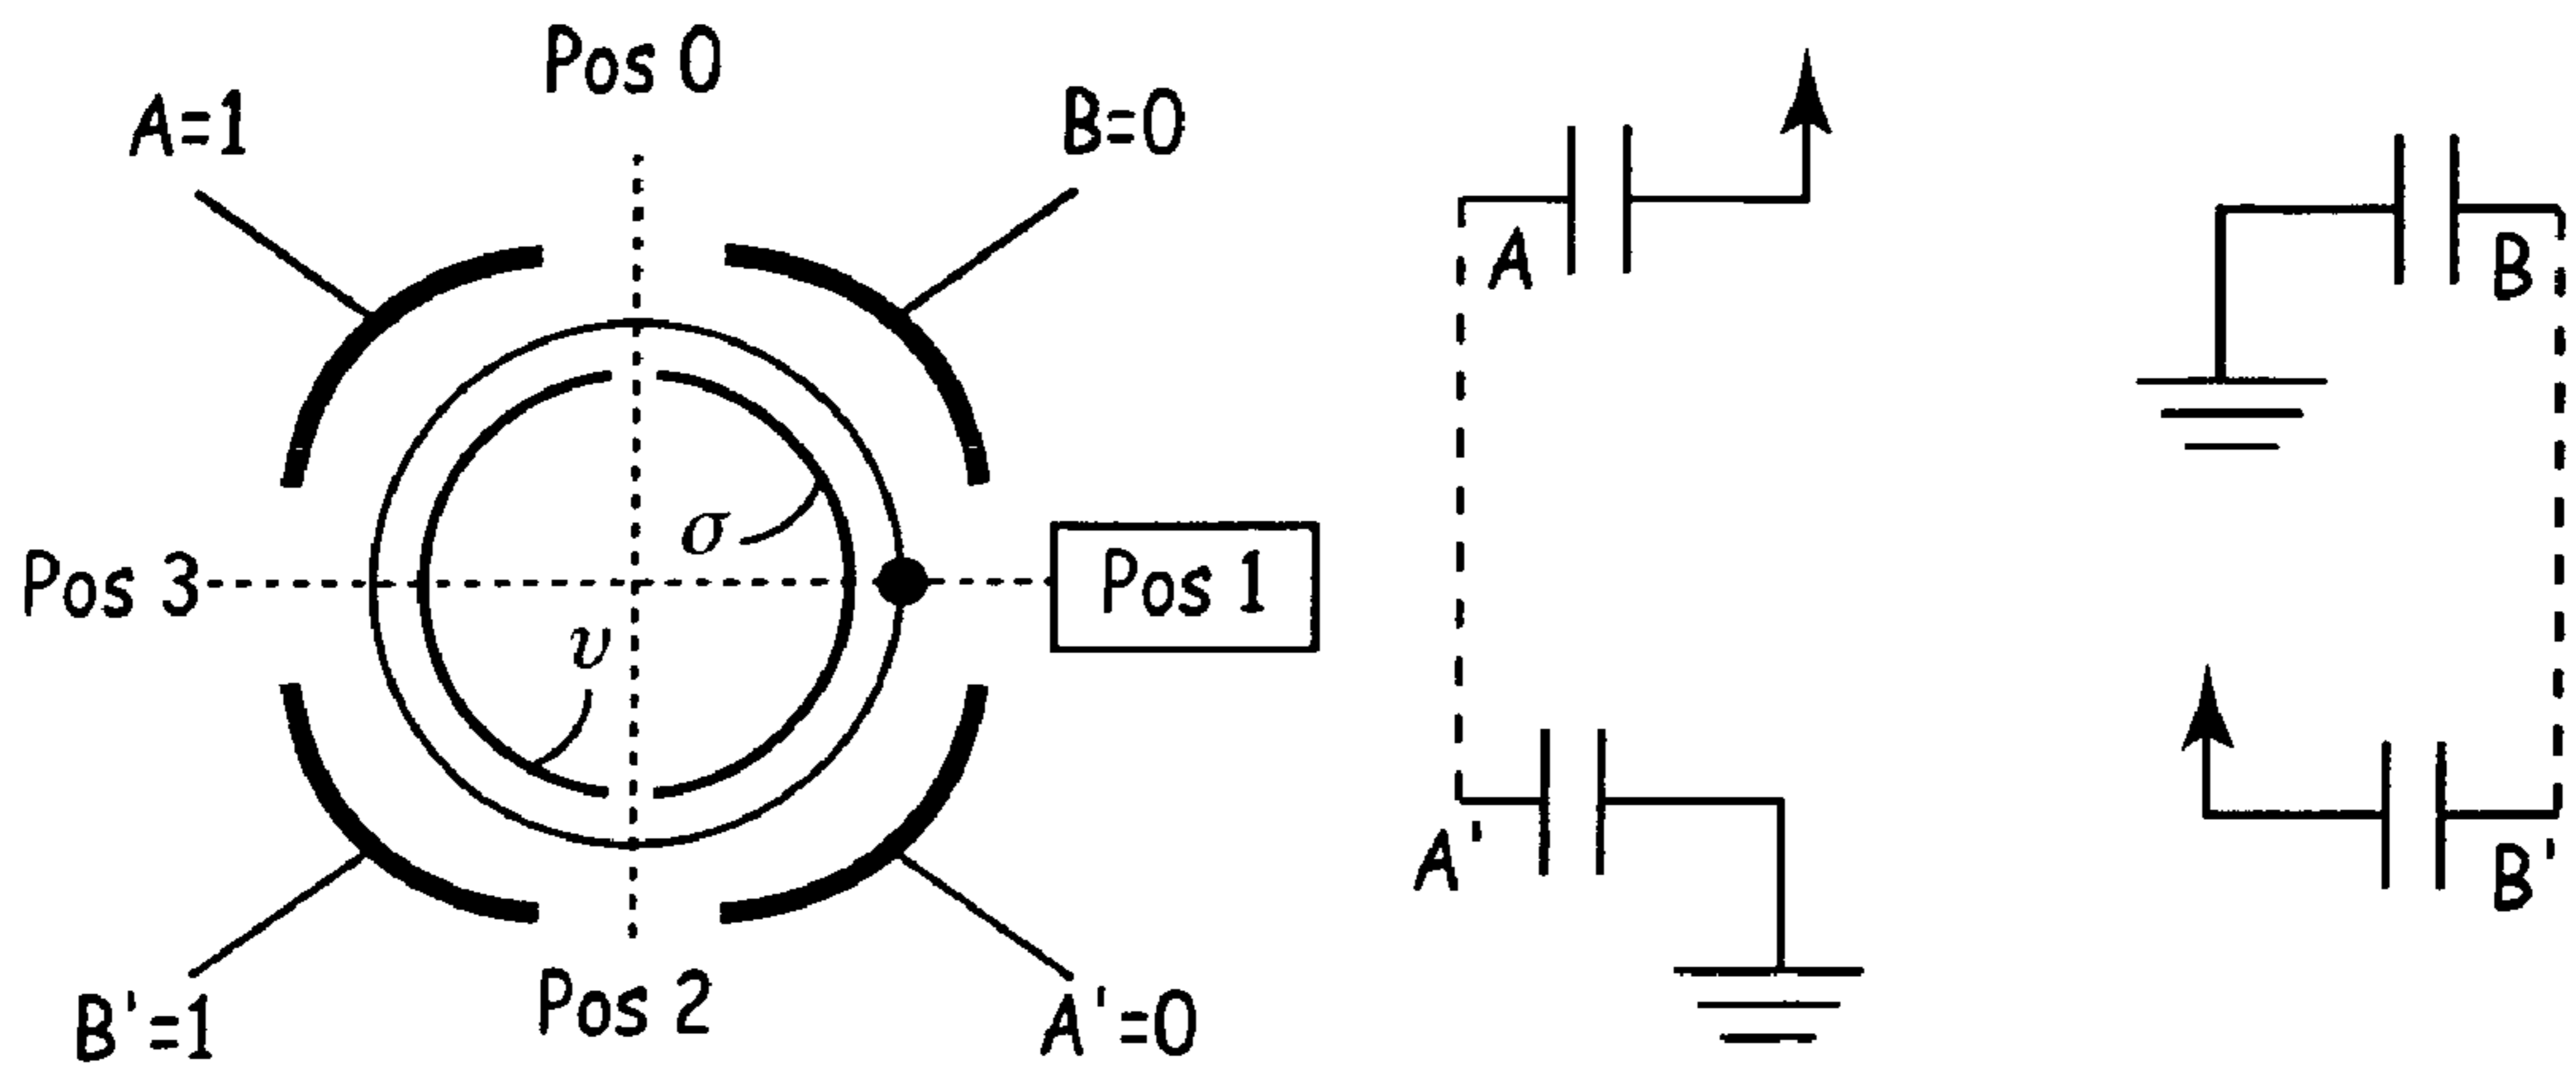 Pos 0
A=1
B=0
A
B
σ
Pos 3
Pos 1
υ
A'
B'
Pos 2
B'=1
A'=0